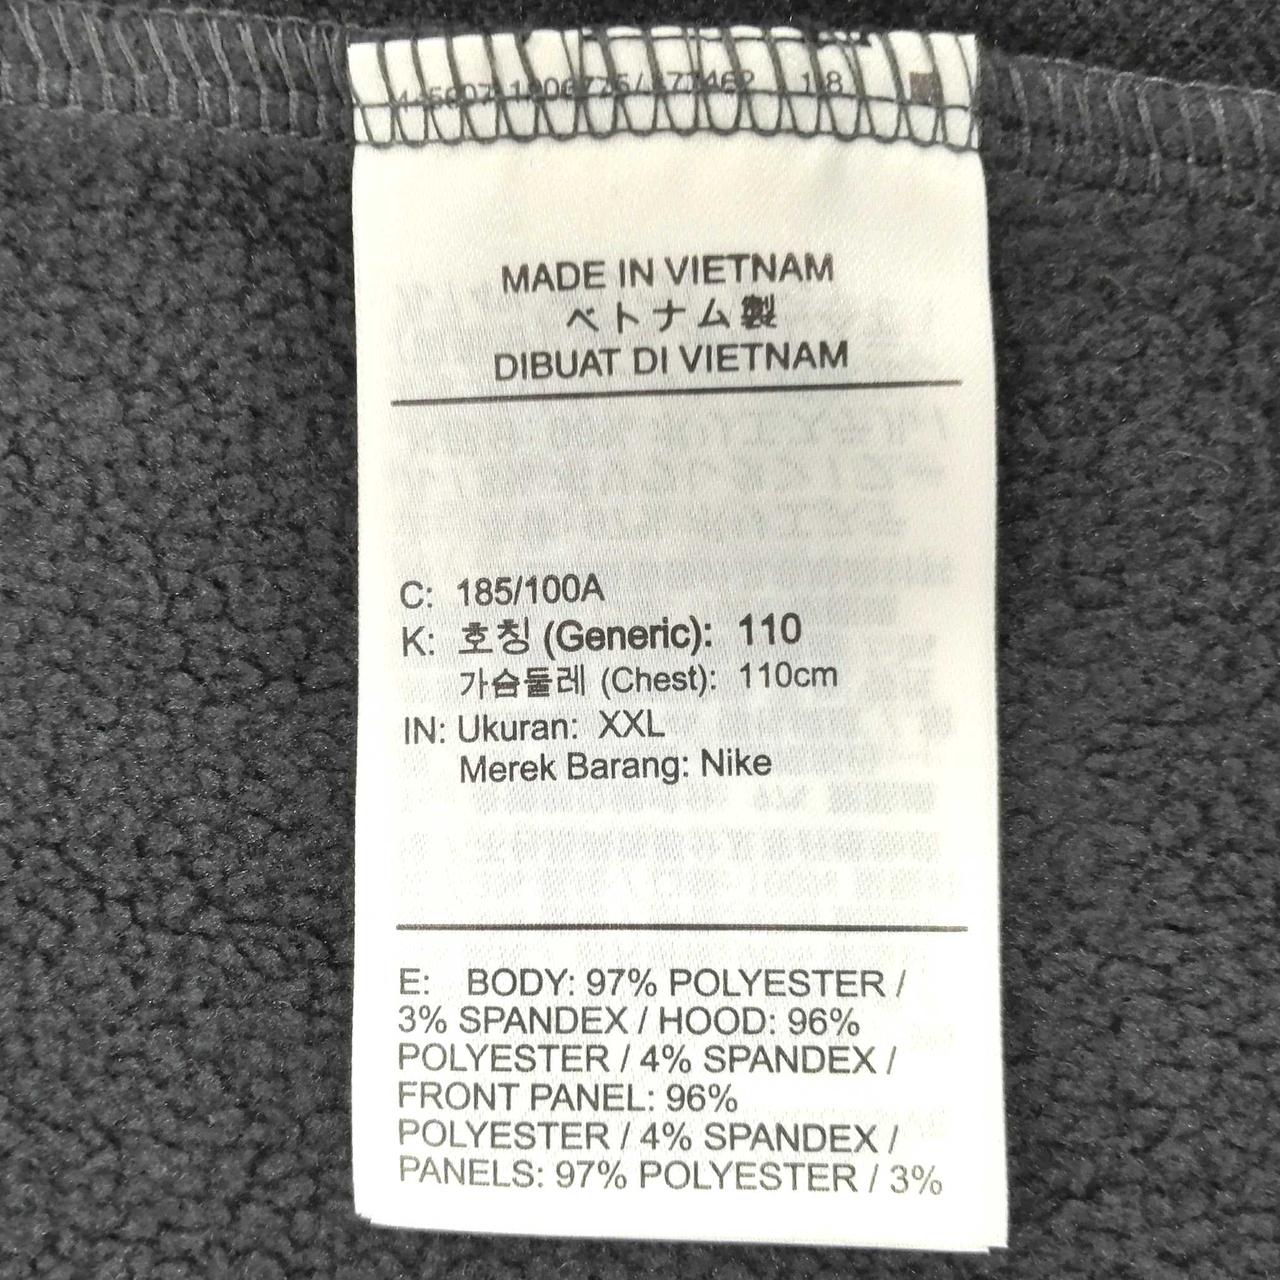 MADE IN VIETNAM
ベトナム製
DIBUAT DI VIETNAM
C: 185/100A
K: 호칭 (Generic): 110
가슴둘레 (Chest): 110cm
IN: Ukuran: XXL
Merek Barang: Nike
E: BODY: 97% POLYESTER /
3% SPANDEX / HOOD: 96%
POLYESTER / 4% SPANDEX /
FRONT PANEL: 96%
POLYESTER / 4% SPANDEX /
PANELS: 97% POLYESTER / 3%